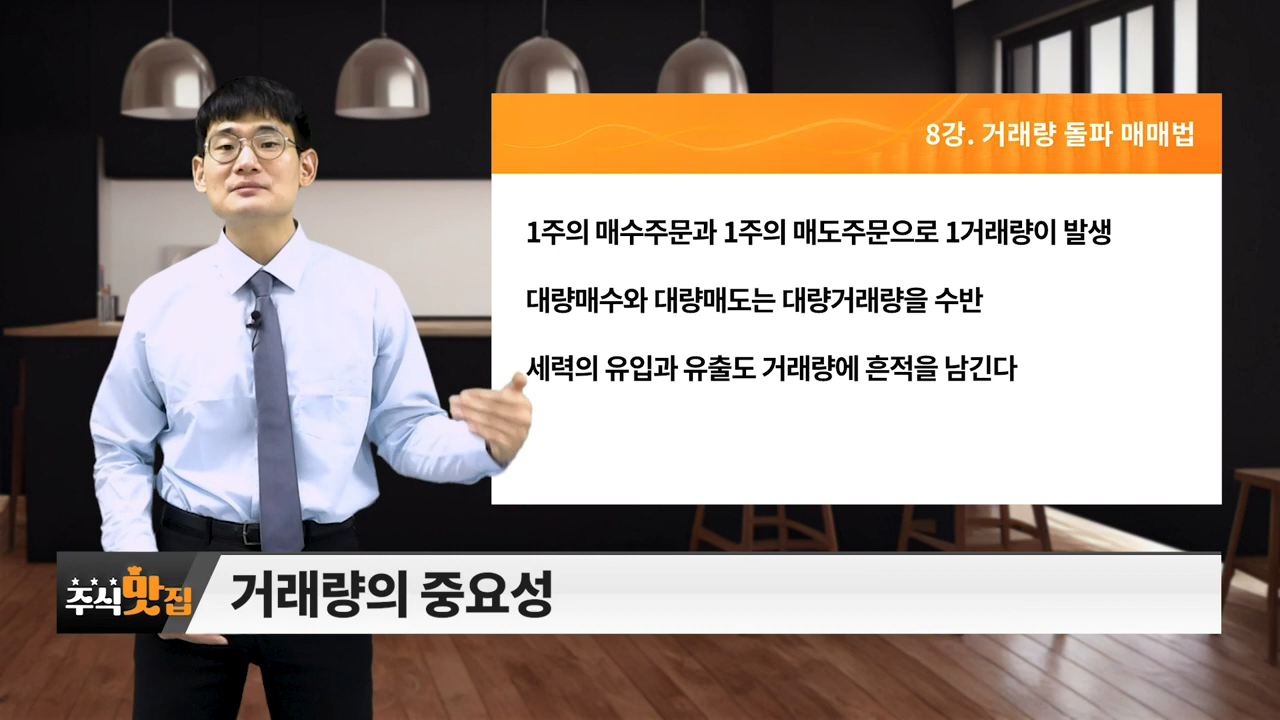 8강. 거래량 돌파 매매법
1주의 매수주문과 1주의 매도주문으로 1거래량이 발생
대량매수와 대량매도는 대량거래량을 수반
세력의 유입과 유출도 거래량에 흔적을 남긴다
주식맛집
거래량의 중요성